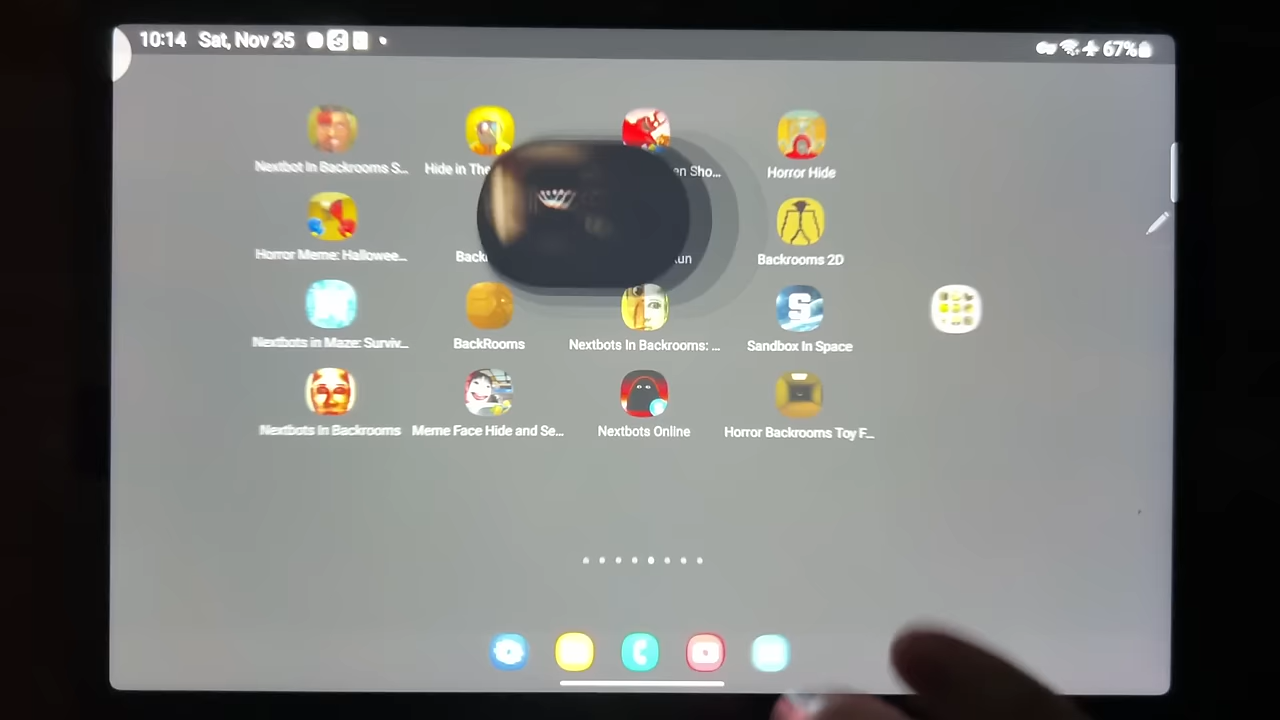 10:14 Sat, Nov 25
67%
Nextbot In Backrooms S...
Hide in The
en Sho...
Horror Hide
Horror Meme: Hallowee...
Back
un
Backrooms 2D
Nextbots in Maze: Surviv...
BackRooms
Nextbots In Backrooms: ...
S
Sandbox In Space
Nextbots In Backrooms
Meme Face Hide and Se...
Nextbots Online
Horror Backrooms Toy F...